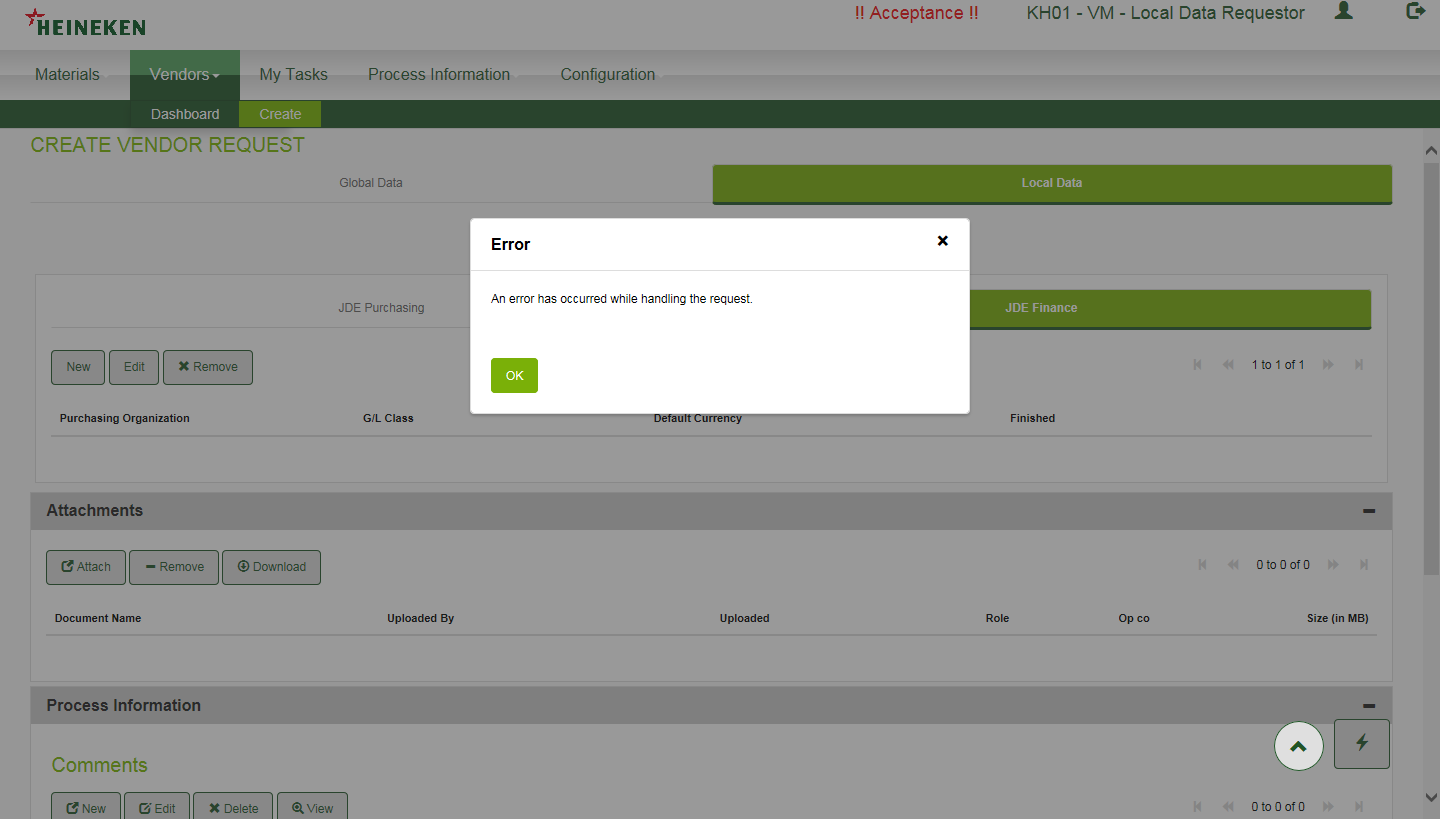 HEINEKEN
!! Acceptance !!
KH01 - VM - Local Data Requestor
Materials
Vendors
My Tasks
Process Information
Configuration
Dashboard
Create
CREATE VENDOR REQUEST
Global Data
Local Data
Error
An error has occurred while handling the request.
OK
JDE Purchasing
JDE Finance
New
Edit
Remove
1 to 1 of 1
Purchasing Organization
G/L Class
Default Currency
Finished
Attachments
Attach
Remove
Download
0 to 0 of 0
Document Name
Uploaded By
Uploaded
Role
Op co
Size (in MB)
Process Information
Comments
New
Edit
Delete
View
0 to 0 of 0